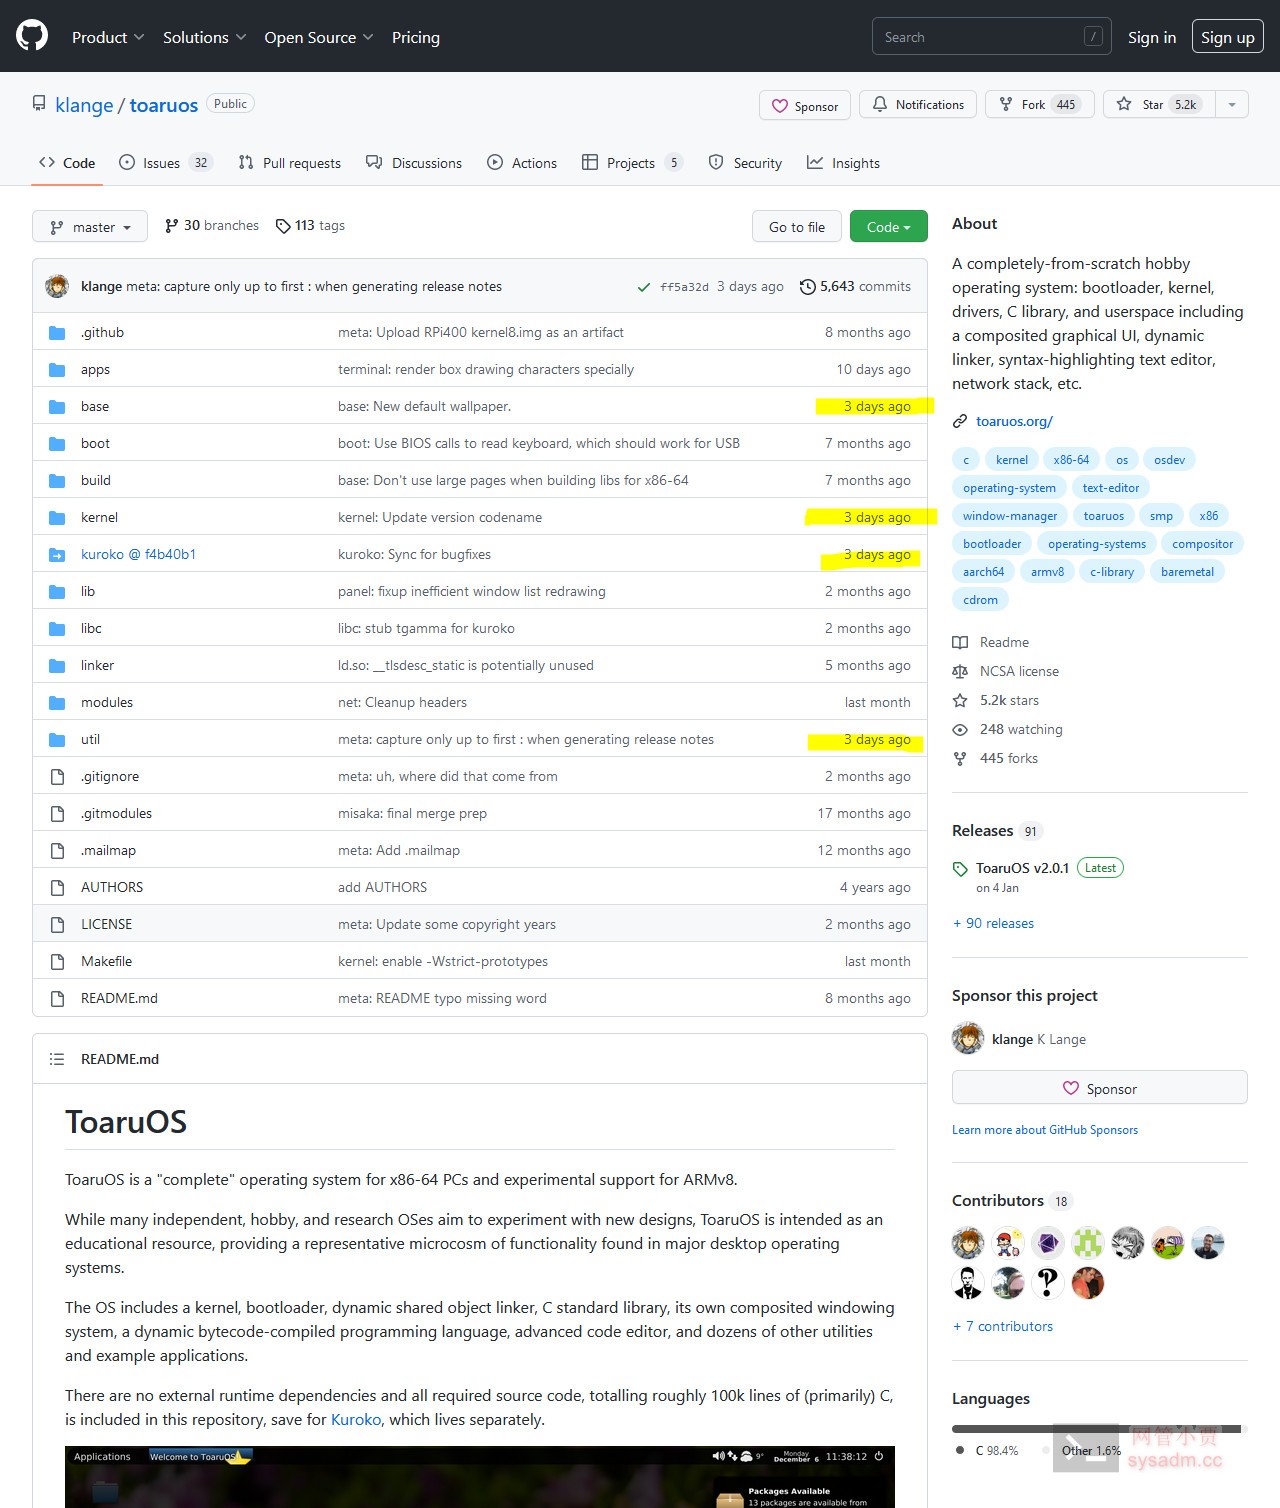 Product Solutions Open Source Pricing Search / Sign in Sign up
klange / toaruos Public Sponsor Notifications Fork 445 Star 5.2k
Code Issues 32 Pull requests Discussions Actions Projects 5 Security Insights
master 30 branches 113 tags Go to file Code
klange meta: capture only up to first : when generating release notes ff5a32d 3 days ago 5,643 commits
.github meta: Upload RPi400 kernel8.img as an artifact 8 months ago
apps terminal: render box drawing characters specially 10 days ago
base base: New default wallpaper. 3 days ago
boot boot: Use BIOS calls to read keyboard, which should work for USB 7 months ago
build base: Don't use large pages when building libs for x86-64 7 months ago
kernel kernel: Update version codename 3 days ago
kuroko @ f4b40b1 kuroko: Sync for bugfixes 3 days ago
lib panel: fixup inefficient window list redrawing 2 months ago
libc libc: stub tgamma for kuroko 2 months ago
linker ld.so: __tlsdesc_static is potentially unused 5 months ago
modules net: Cleanup headers last month
util meta: capture only up to first : when generating release notes 3 days ago
.gitignore meta: uh, where did that come from 2 months ago
.gitmodules misaka: final merge prep 17 months ago
.mailmap meta: Add .mailmap 12 months ago
AUTHORS add AUTHORS 4 years ago
LICENSE meta: Update some copyright years 2 months ago
Makefile kernel: enable -Wstrict-prototypes last month
README.md meta: README typo missing word 8 months ago
README.md
ToaruOS
ToaruOS is a "complete" operating system for x86-64 PCs and experimental support for ARMv8.
While many independent, hobby, and research OSes aim to experiment with new designs, ToaruOS is intended as an
educational resource, providing a representative microcosm of functionality found in major desktop operating
systems.
The OS includes a kernel, bootloader, dynamic shared object linker, C standard library, its own composited windowing
system, a dynamic bytecode-compiled programming language, advanced code editor, and dozens of other utilities
and example applications.
There are no external runtime dependencies and all required source code, totalling roughly 100k lines of (primarily) C,
is included in this repository, save for Kuroko, which lives separately.
Applications Welcome to ToaruOS 9° Monday December 6 11:38:12
Packages Available
13 packages are available from
About
A completely-from-scratch hobby
operating system: bootloader, kernel,
drivers, C library, and userspace including
a composited graphical UI, dynamic
linker, syntax-highlighting text editor,
network stack, etc.
toaruos.org/
c kernel x86-64 os osdev
operating-system text-editor
window-manager toaruos smp x86
bootloader operating-systems compositor
aarch64 armv8 c-library baremetal
cdrom
Readme
NCSA license
5.2k stars
248 watching
445 forks
Releases 91
ToaruOS v2.0.1 Latest
on 4 Jan
+ 90 releases
Sponsor this project
klange K Lange
Sponsor
Learn more about GitHub Sponsors
Contributors 18
+ 7 contributors
Languages
C 98.4% Other 1.6%
网管小贾
sysadm.cc